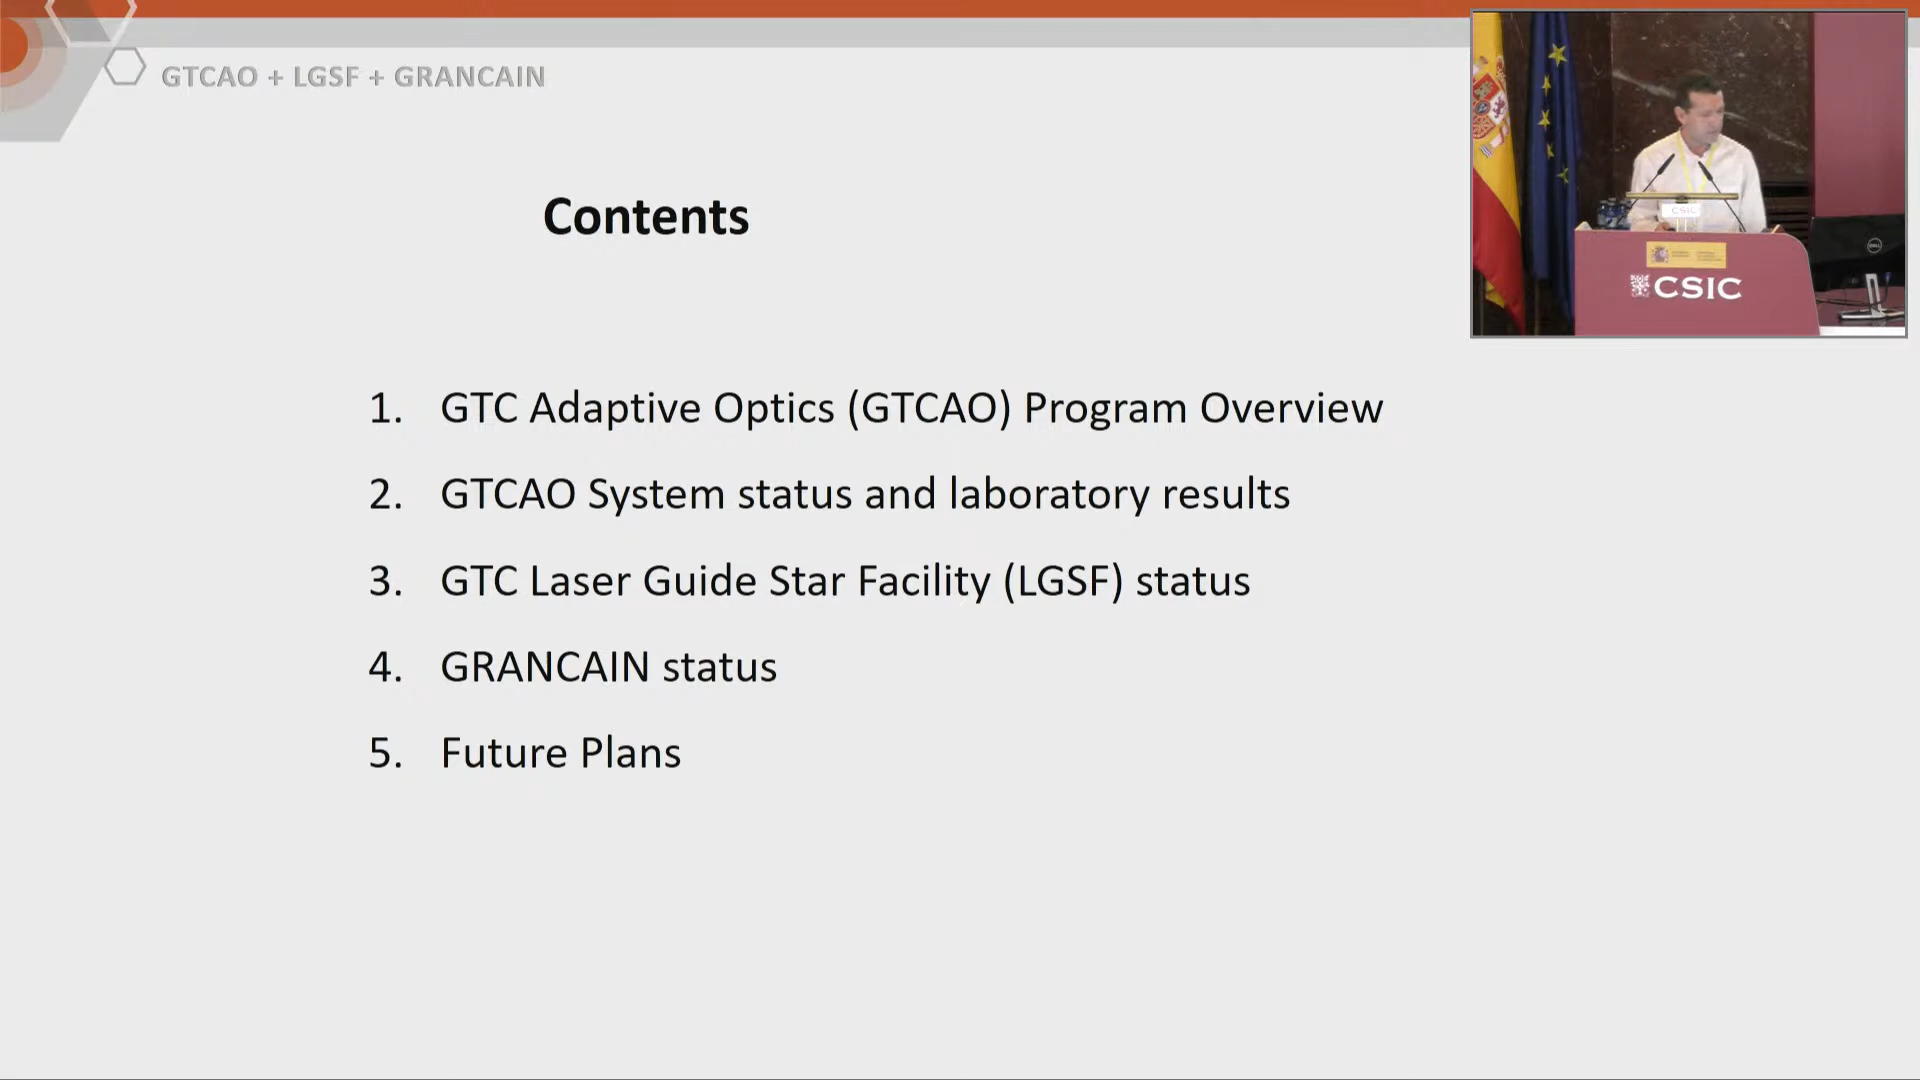 GTCAO + LGSF + GRANCAIN
Contents
1. GTC Adaptive Optics (GTCAO) Program Overview
2. GTCAO System status and laboratory results
3. GTC Laser Guide Star Facility (LGSF) status
4. GRANCAIN status
5. Future Plans
CSIC
CSIC